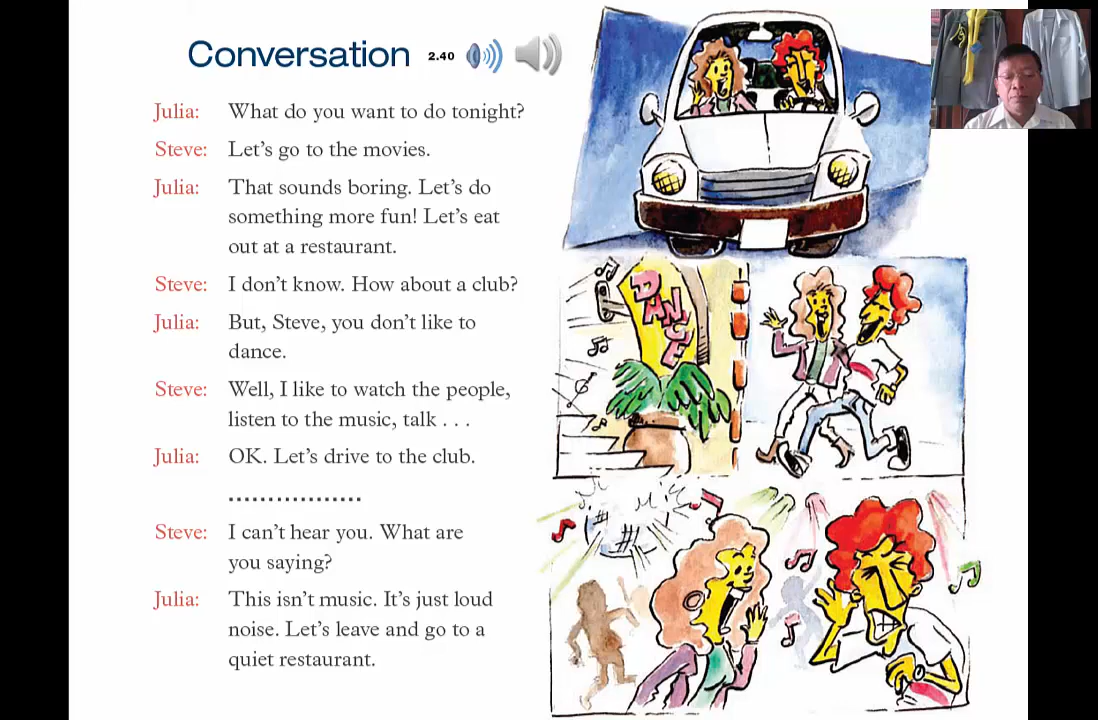 Conversation 2.40
Julia: What do you want to do tonight?
Steve: Let's go to the movies.
Julia: That sounds boring. Let's do
something more fun! Let's eat
out at a restaurant.
Steve: I don't know. How about a club?
Julia: But, Steve, you don't like to
dance.
Steve: Well, I like to watch the people,
listen to the music, talk . . .
Julia: OK. Let's drive to the club.
.................
Steve: I can't hear you. What are
you saying?
Julia: This isn't music. It's just loud
noise. Let's leave and go to a
quiet restaurant.
DANCE